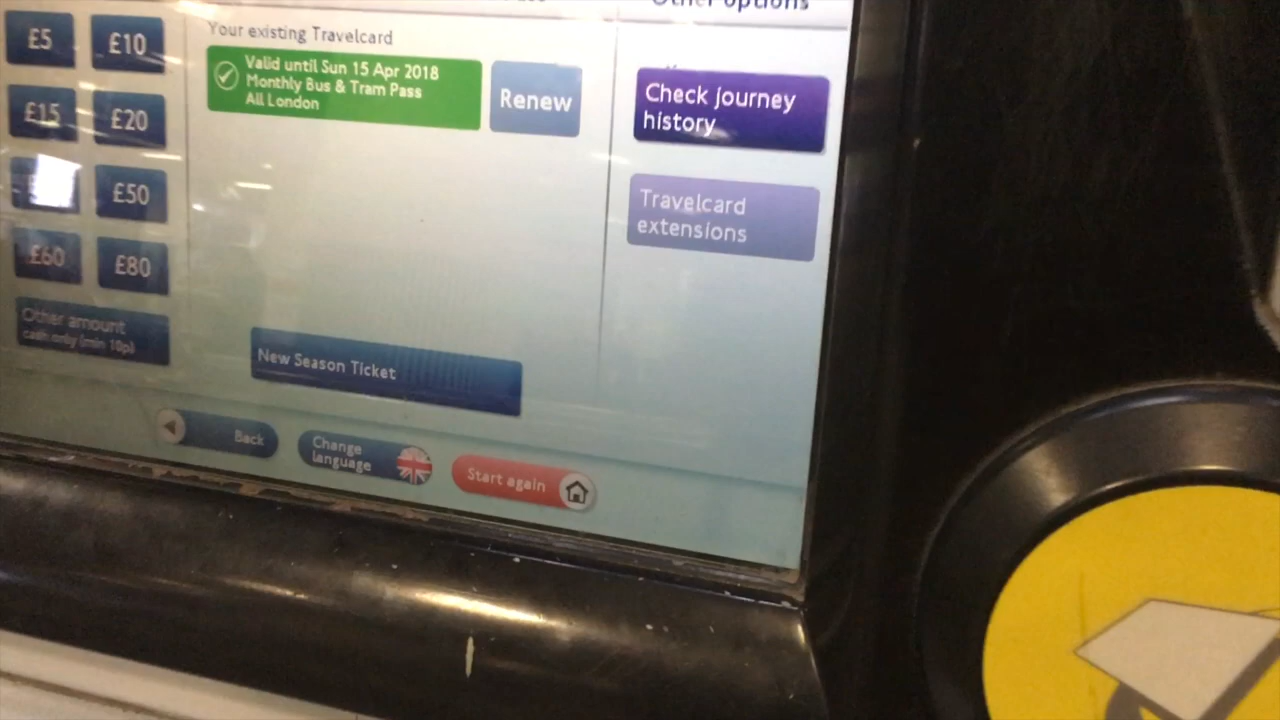 Other options
£5
£10
£15
£20
£50
£60
£80
Other amount
cash only (min 10p)
Your existing Travelcard
Valid until Sun 15 Apr 2018
Monthly Bus & Tram Pass
All London
Renew
New Season Ticket
Check journey
history
Travelcard
extensions
Back
Change
language
Start again